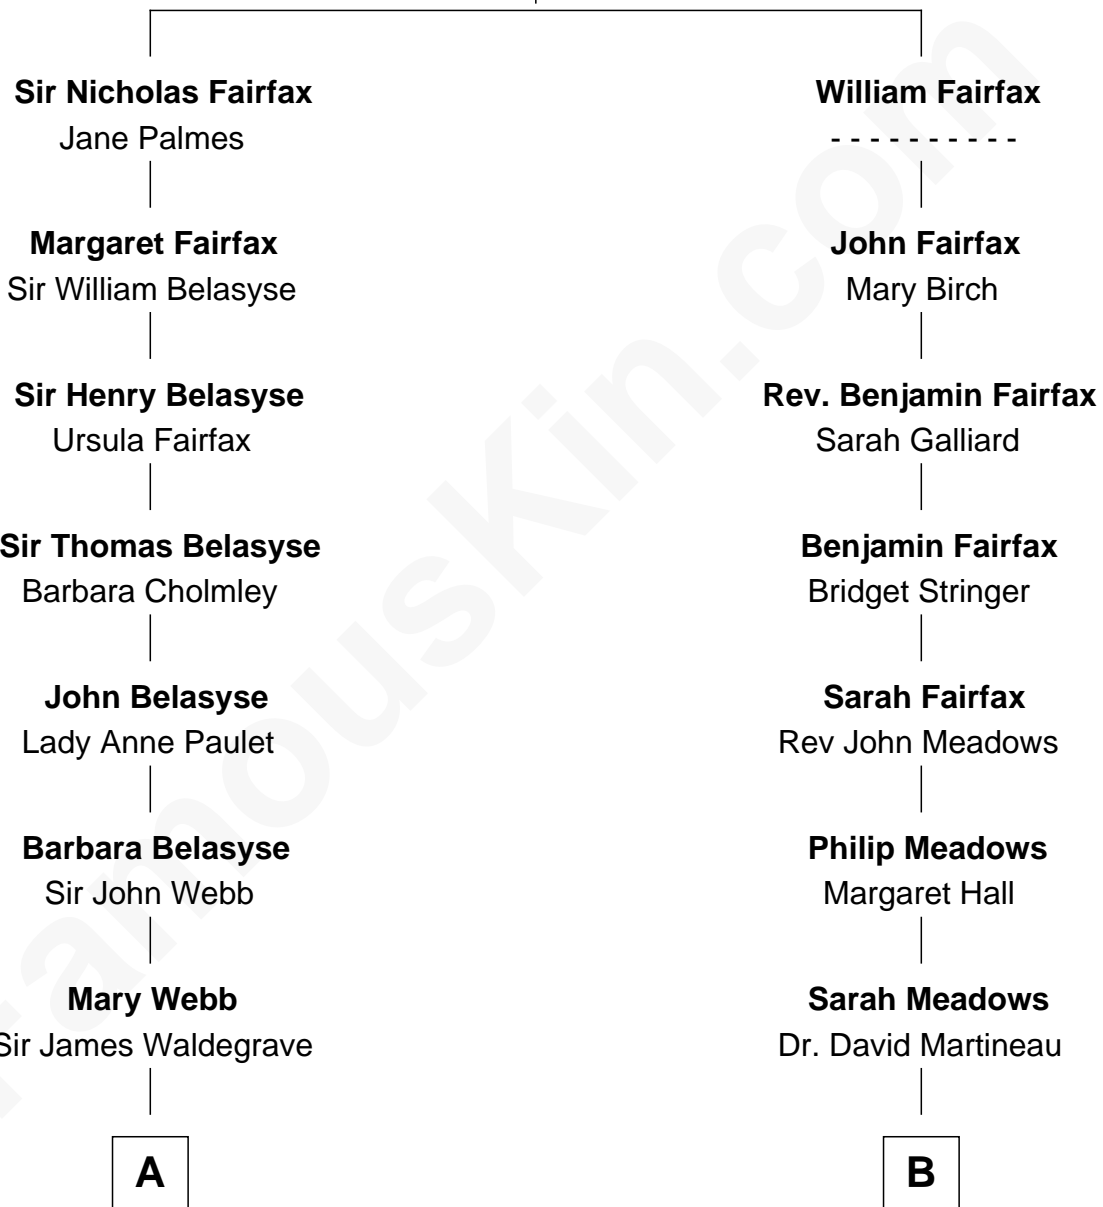 Sir Nicholas Fairfax
Jane Palmes
Margaret Fairfax
Sir William Belasyse
Sir Henry Belasyse
Ursula Fairfax
Sir Thomas Belasyse
Barbara Cholmley
John Belasyse
Lady Anne Paulet
Barbara Belasyse
Sir John Webb
Mary Webb
Sir James Waldegrave
A
William Fairfax
- - - - - - - - - -
John Fairfax
Mary Birch
Rev. Benjamin Fairfax
Sarah Galliard
Benjamin Fairfax
Bridget Stringer
Sarah Fairfax
Rev John Meadows
Philip Meadows
Margaret Hall
Sarah Meadows
Dr. David Martineau
B
FamousKin.com